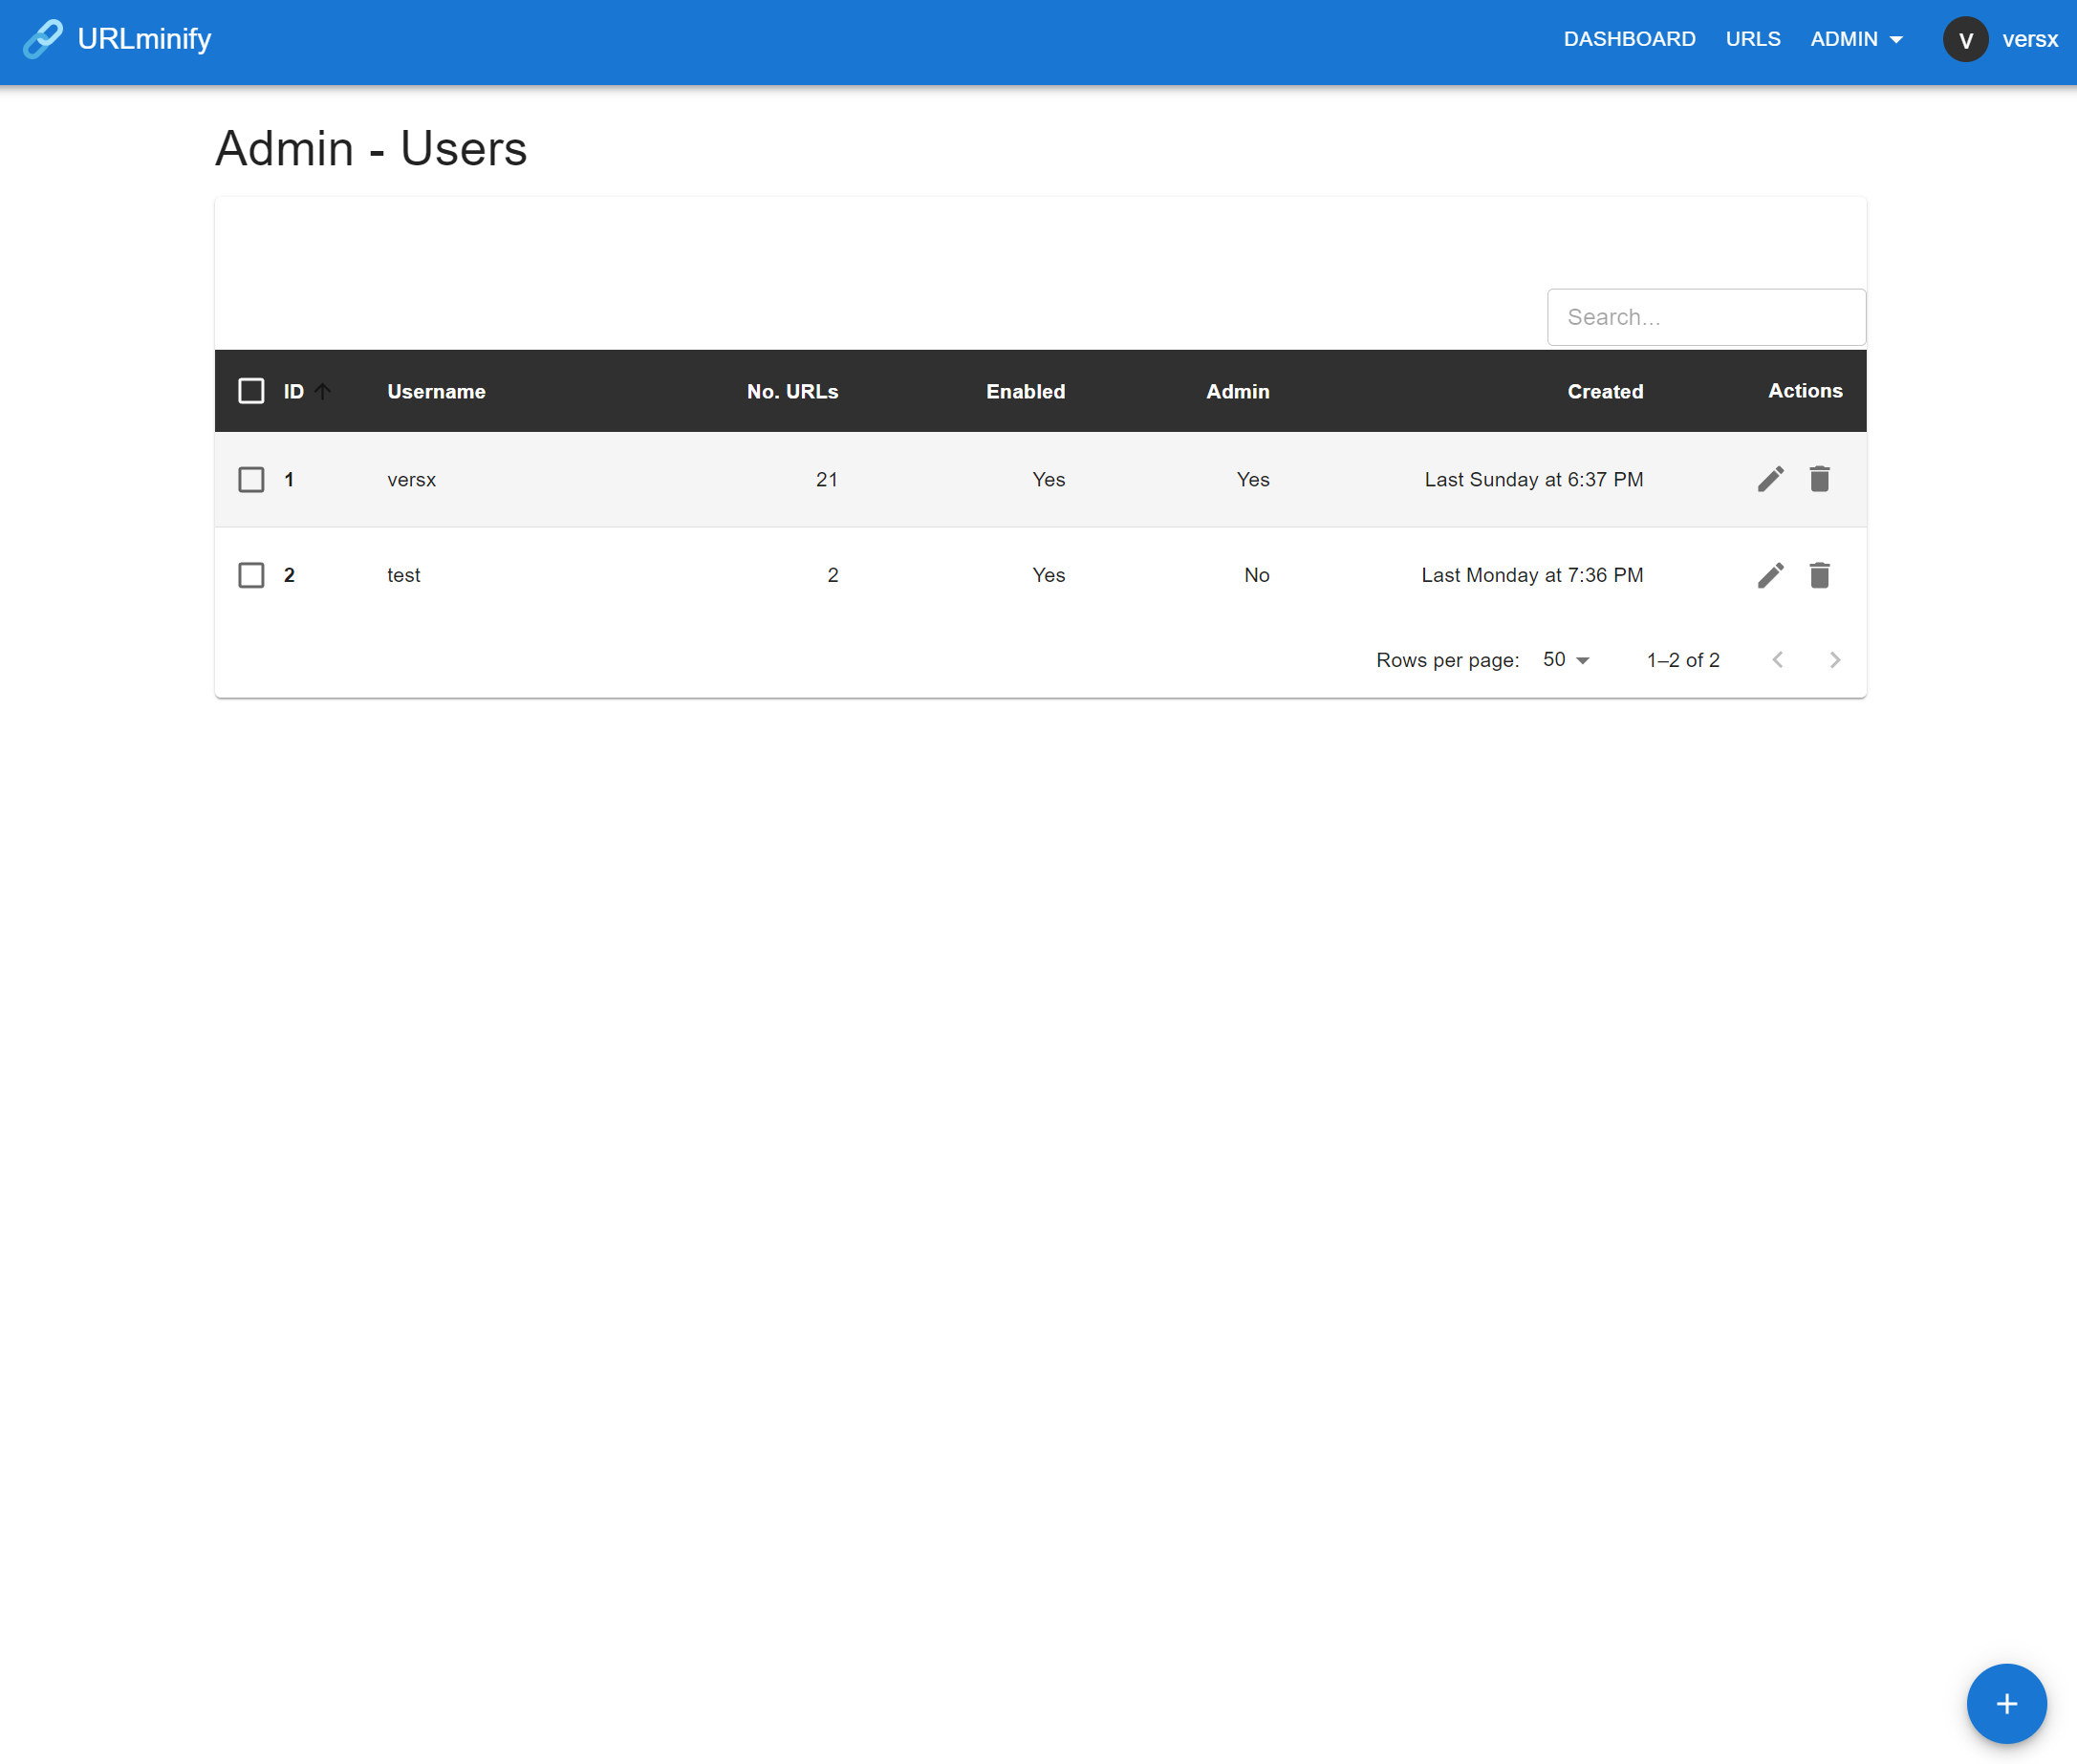 URLminify DASHBOARD URLS ADMIN V versx
Admin - Users
Search...
ID Username No. URLs Enabled Admin Created Actions
1 versx 21 Yes Yes Last Sunday at 6:37 PM
2 test 2 Yes No Last Monday at 7:36 PM
Rows per page: 50 1–2 of 2